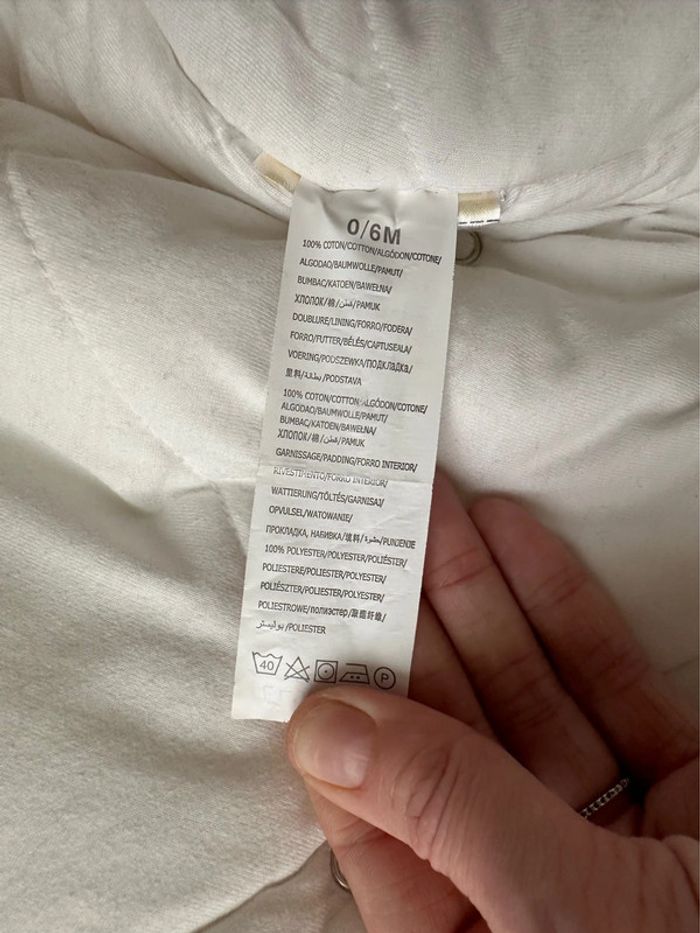 0/6M
100% COTON/COTTON/ALGÓDON/COTONE/
ALGODAO/BAUMWOLLE/PAMUT/
BUMBAC/KATOEN/BAWEŁNA/
ХЛОПОК/棉/قطن/PAMUK
DOUBLURE/LINING/FORRO/FODERA/
FORRO/FUTTER/BÉLÉS/CAPTUSEALA/
VOERING/PODSZEWKA/ПОДКЛАДКА/
里料/بطانة/PODSTAVA
100% COTON/COTTON/ALGÓDON/COTONE/
ALGODAO/BAUMWOLLE/PAMUT/
BUMBAC/KATOEN/BAWEŁNA/
ХЛОПОК/棉/قطن/PAMUK
GARNISSAGE/PADDING/FORRO INTERIOR/
RIVESTIMENTO/FORRO INTERIOR/
WATTIERUNG/TÖLTÉS/GARNISAJ/
OPVULSEL/WATOWANIE/
ПРОКЛАДКА, НАБИВКА/填料/حشوة/PUNJENJE
100% POLYESTER/POLYESTER/POLIÉSTER/
POLIESTERE/POLIESTER/POLYESTER/
POLIÉSZTER/POLIESTER/POLYESTER/
POLIESTROWE/полиэстер/聚酯纤维/
بوليستر/POLIESTER
40 P